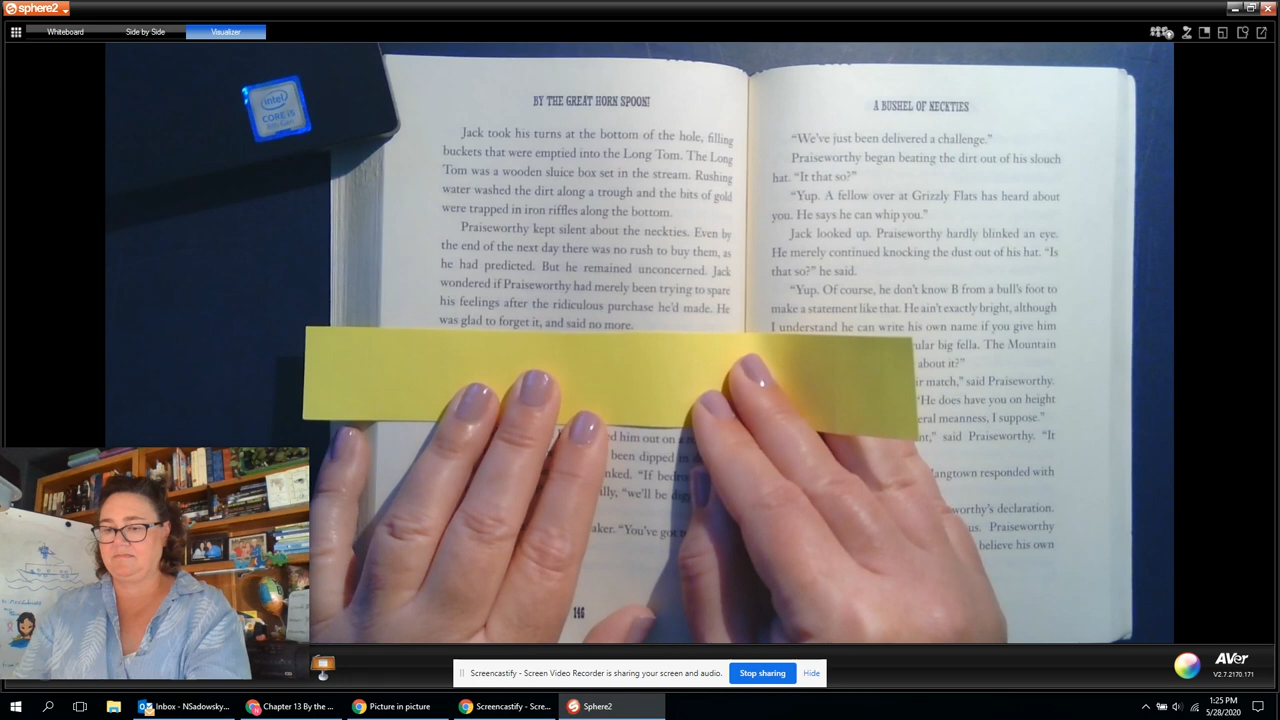 sphere2
Whiteboard
Side by Side
Visualizer
intel
CORE i5
8th Gen
BY THE GREAT HORN SPOON!
Jack took his turns at the bottom of the hole, filling
buckets that were emptied into the Long Tom. The Long
Tom was a wooden sluice box set in the stream. Rushing
water washed the dirt along a trough and the bits of gold
were trapped in iron riffles along the bottom.
Praiseworthy kept silent about the neckties. Even by
the end of the next day there was no rush to buy them, as
he had predicted. But he remained unconcerned. Jack
wondered if Praiseworthy had merely been trying to spare
his feelings after the ridiculous purchase he'd made. He
was glad to forget it, and said no more.
him out on a
been dipped in
"If
"we'll be
"You've got
146
A BUSHEL OF NECKTIES
"We've just been delivered a challenge."
Praiseworthy began beating the dirt out of his slouch
hat. "It that so?"
"Yup. A fellow over at Grizzly Flats has heard about
you. He says he can whip you."
Jack looked up. Praiseworthy hardly blinked an eye.
He merely continued knocking the dust out of his hat. "Is
that so?" he said.
"Yup. Of course, he don't know B from a bull's foot to
make a statement like that. He ain't exactly bright, although
I understand he can write his own name if you give him
big fella. The Mountain
about it?"
match," said Praiseworthy.
"He does have you on height
meanness, I suppose."
said Praiseworthy. "It
responded with
declaration.
us. Praiseworthy
believe his own
Screencastify - Screen Video Recorder is sharing your screen and audio.
Stop sharing
Hide
AVer
V2.7.2170.171
Inbox - NSadowsky...
Chapter 13 By the ...
Picture in picture
Screencastify - Scre...
Sphere2
1:25 PM
5/28/2020